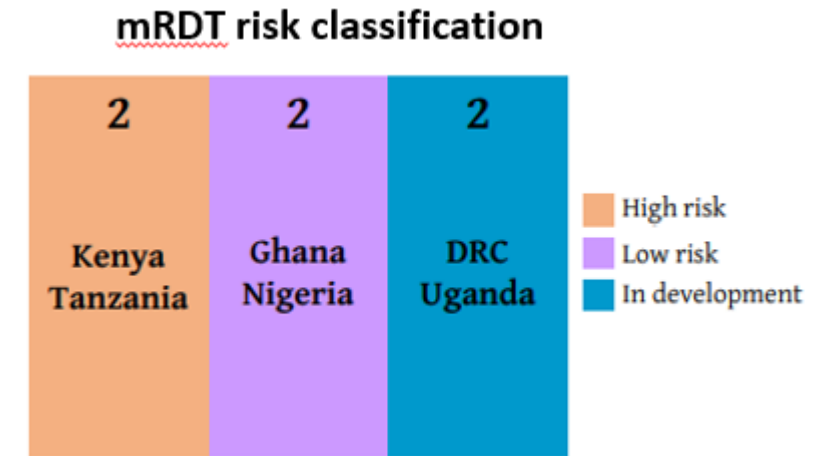 mRDT risk classification
2
2
2
Kenya
Tanzania
Ghana
Nigeria
DRC
Uganda
High risk
Low risk
In development